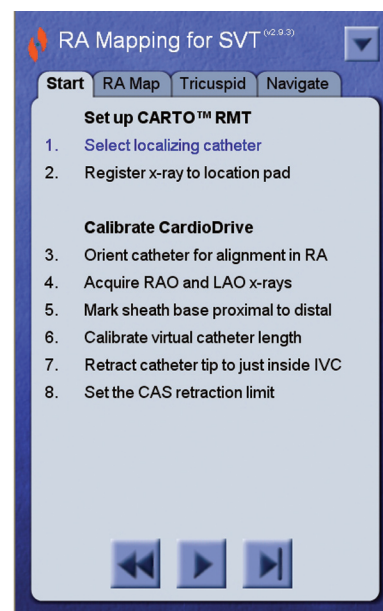 RA Mapping for SVT (v2.9.3)
Start RA Map Tricuspid Navigate
Set up CARTO™ RMT
1. Select localizing catheter
2. Register x-ray to location pad
Calibrate CardioDrive
3. Orient catheter for alignment in RA
4. Acquire RAO and LAO x-rays
5. Mark sheath base proximal to distal
6. Calibrate virtual catheter length
7. Retract catheter tip to just inside IVC
8. Set the CAS retraction limit